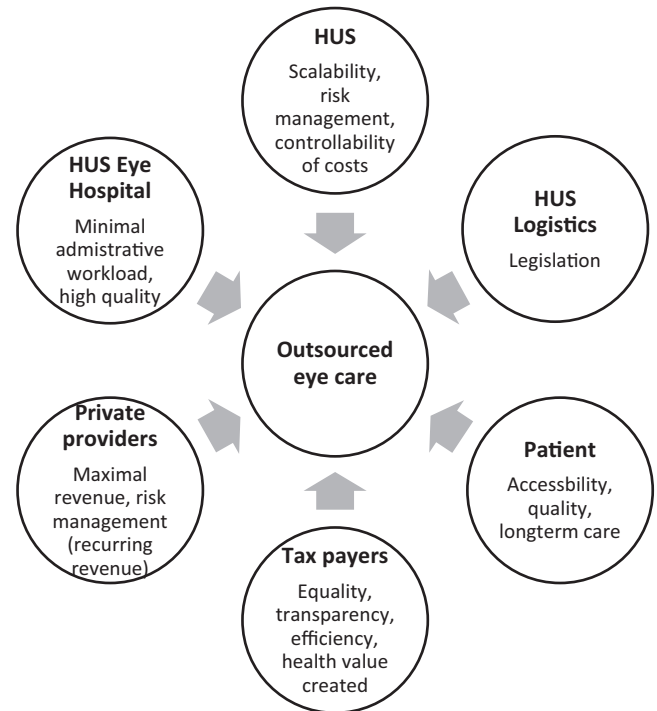 HUS
Scalability,
risk
management,
controllability
of costs
HUS Eye
Hospital
Minimal
admistrative
workload,
high quality
HUS
Logistics
Legislation
Outsourced
eye care
Private
providers
Maximal
revenue, risk
management
(recurring
revenue)
Patient
Accessbility,
quality,
longterm care
Tax payers
Equality,
transparency,
efficiency,
health value
created